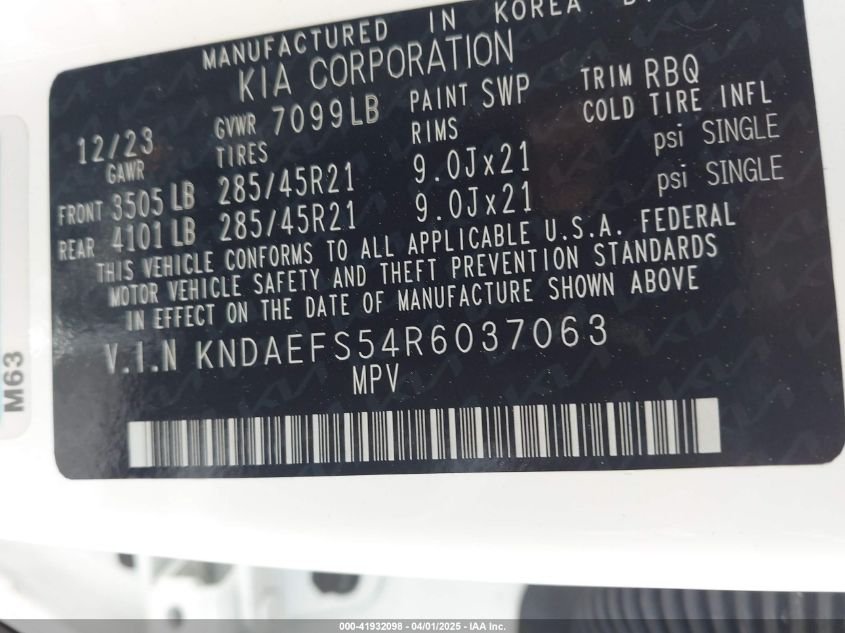 MANUFACTURED IN KOREA
KIA CORPORATION
12/23 GVWR 7099LB PAINT SWP TRIM RBQ
GAWR TIRES RIMS COLD TIRE INFL
FRONT 3505 LB 285/45R21 9.0Jx21 psi SINGLE
REAR 4101 LB 285/45R21 9.0Jx21 psi SINGLE
THIS VEHICLE CONFORMS TO ALL APPLICABLE U.S.A. FEDERAL
MOTOR VEHICLE SAFETY AND THEFT PREVENTION STANDARDS
IN EFFECT ON THE DATE OF MANUFACTURE SHOWN ABOVE
V.I.N KNDAEFS54R6037063
MPV
M63
000-41932098 - 04/01/2025 - IAA Inc.